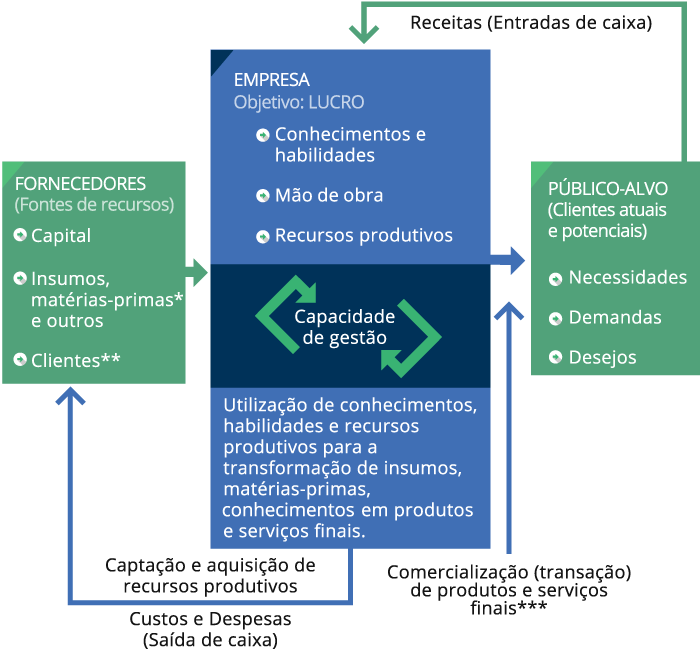 Receitas (Entradas de caixa)
EMPRESA
Objetivo: LUCRO
Conhecimentos e
habilidades
Mão de obra
Recursos produtivos
FORNECEDORES
(Fontes de recursos)
Capital
Insumos,
matérias-primas*
e outros
Clientes**
PÚBLICO-ALVO
(Clientes atuais
e potenciais)
Necessidades
Demandas
Desejos
Capacidade
de gestão
Utilização de conhecimentos,
habilidades e recursos
produtivos para a
transformação de insumos,
matérias-primas,
conhecimentos em produtos
e serviços finais.
Captação e aquisição de
recursos produtivos
Custos e Despesas
(Saída de caixa)
Comercialização (transação)
de produtos e serviços
finais***